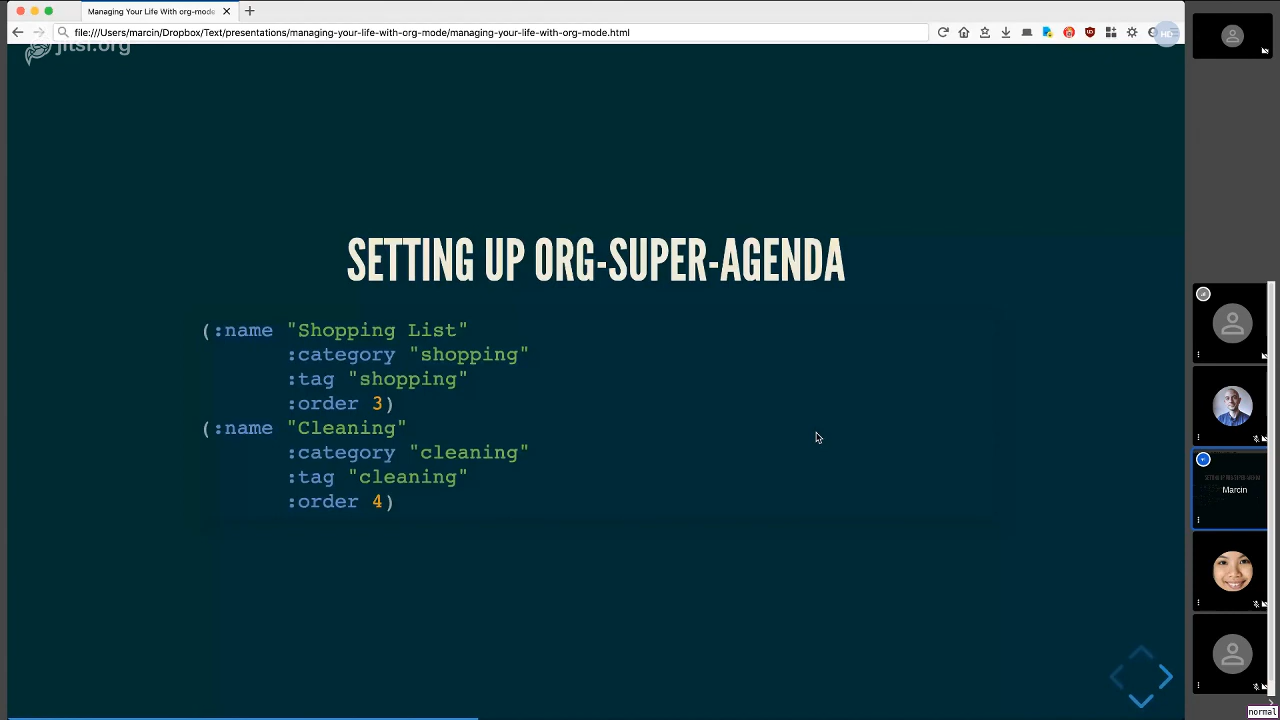 Managing Your Life With org-mode
file:///Users/marcin/Dropbox/Text/presentations/managing-your-life-with-org-mode/managing-your-life-with-org-mode.html
HD
jitsi.org
SETTING UP ORG-SUPER-AGENDA
(:name "Shopping List"
:category "shopping"
:tag "shopping"
:order 3)
(:name "Cleaning"
:category "cleaning"
:tag "cleaning"
:order 4)
Marcin
normal